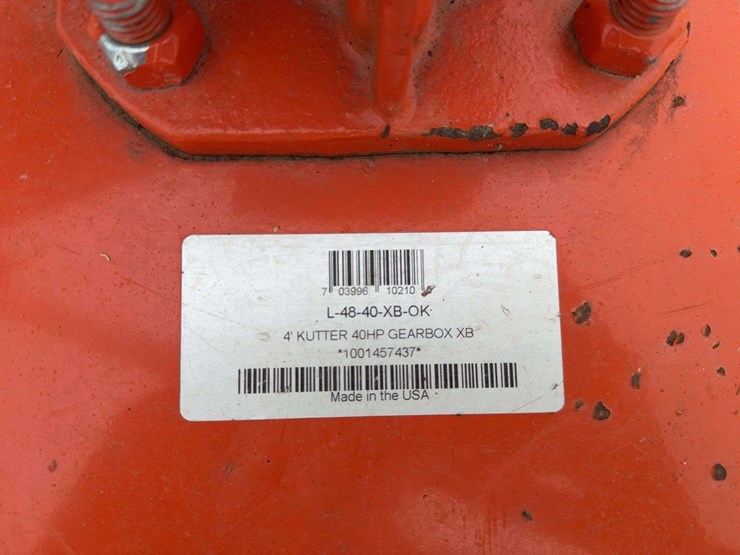 7 03996 10210
L-48-40-XB-OK
4' KUTTER 40HP GEARBOX XB
*1001457437*
Made in the USA